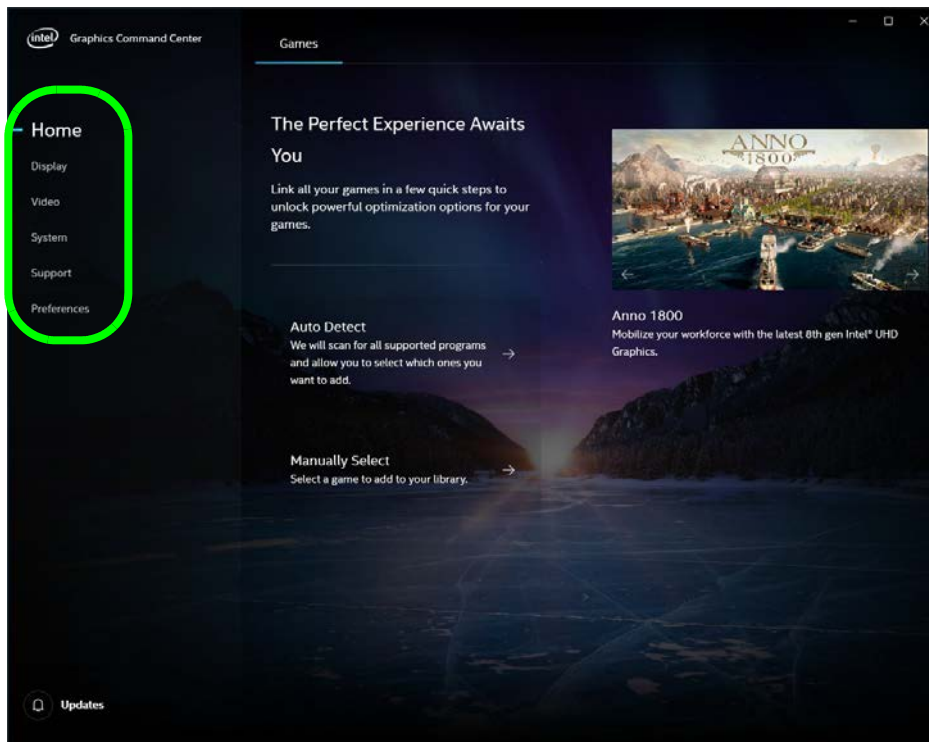 intel Graphics Command Center
Games
Home
Display
Video
System
Support
Preferences
The Perfect Experience Awaits
You
Link all your games in a few quick steps to
unlock powerful optimization options for your
games.
Auto Detect
We will scan for all supported programs
and allow you to select which ones you
want to add.
Manually Select
Select a game to add to your library.
ANNO
1800
Anno 1800
Mobilize your workforce with the latest 8th gen Intel® UHD
Graphics.
Updates